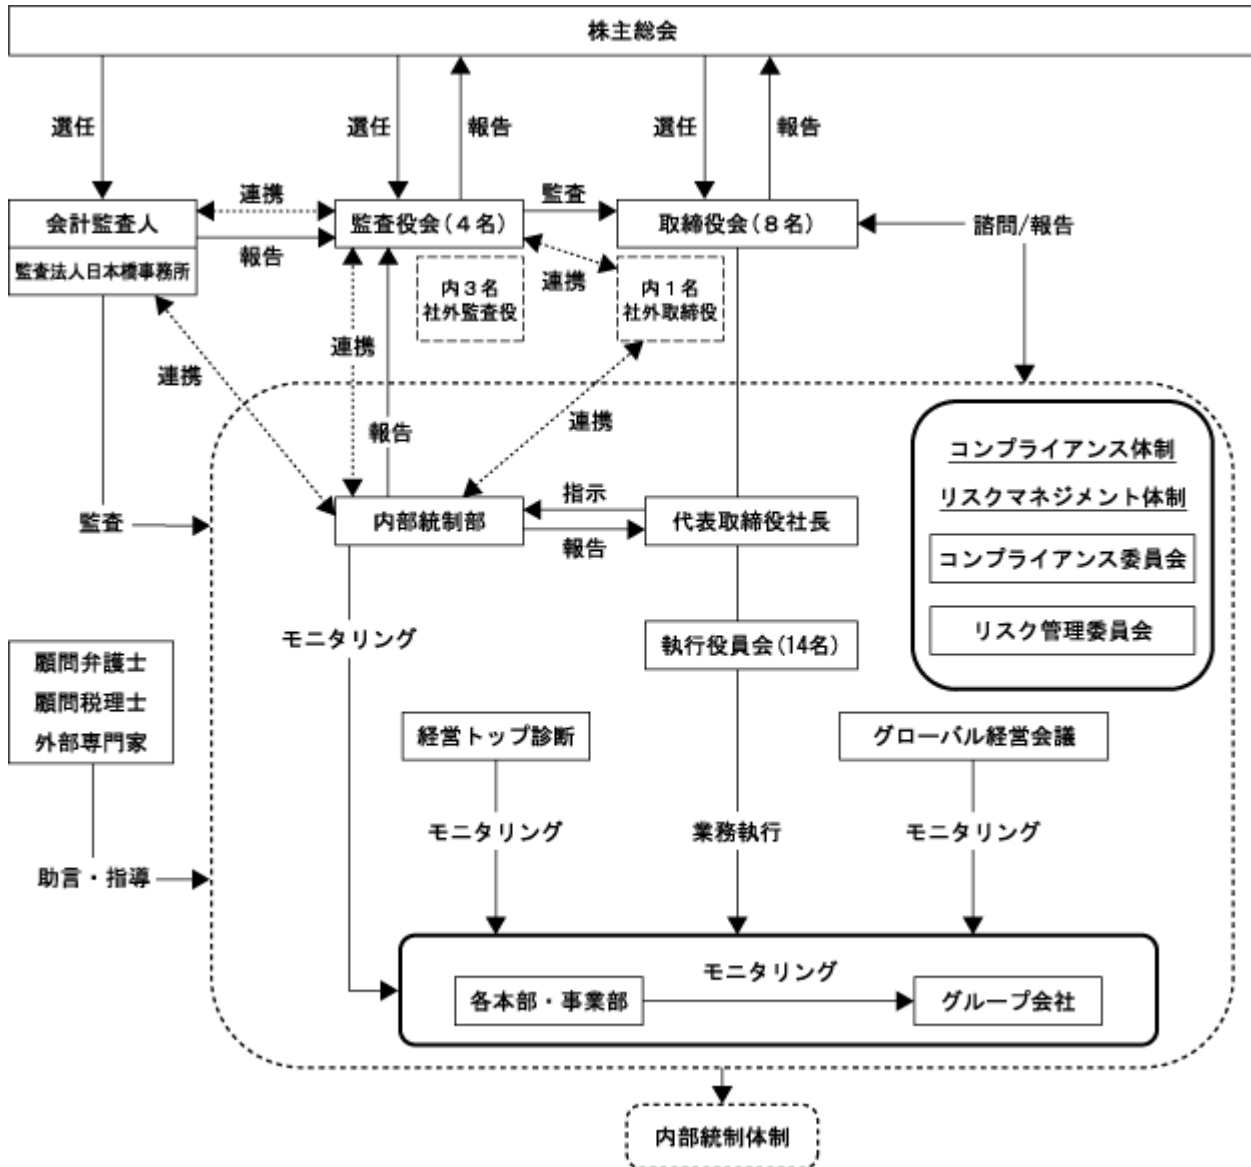 株主総会
選任
選任
報告
選任
報告
会計監査人
監査法人日本橋事務所
連携
報告
監査役会(4名)
監査
取締役会(8名)
諮問/報告
内3名
社外監査役
連携
内1名
社外取締役
連携
連携
報告
連携
コンプライアンス体制
リスクマネジメント体制
コンプライアンス委員会
リスク管理委員会
監査
内部統制部
指示
報告
代表取締役社長
モニタリング
執行役員会(14名)
顧問弁護士
顧問税理士
外部専門家
経営トップ診断
グローバル経営会議
モニタリング
業務執行
モニタリング
助言・指導
モニタリング
各本部・事業部
グループ会社
内部統制体制